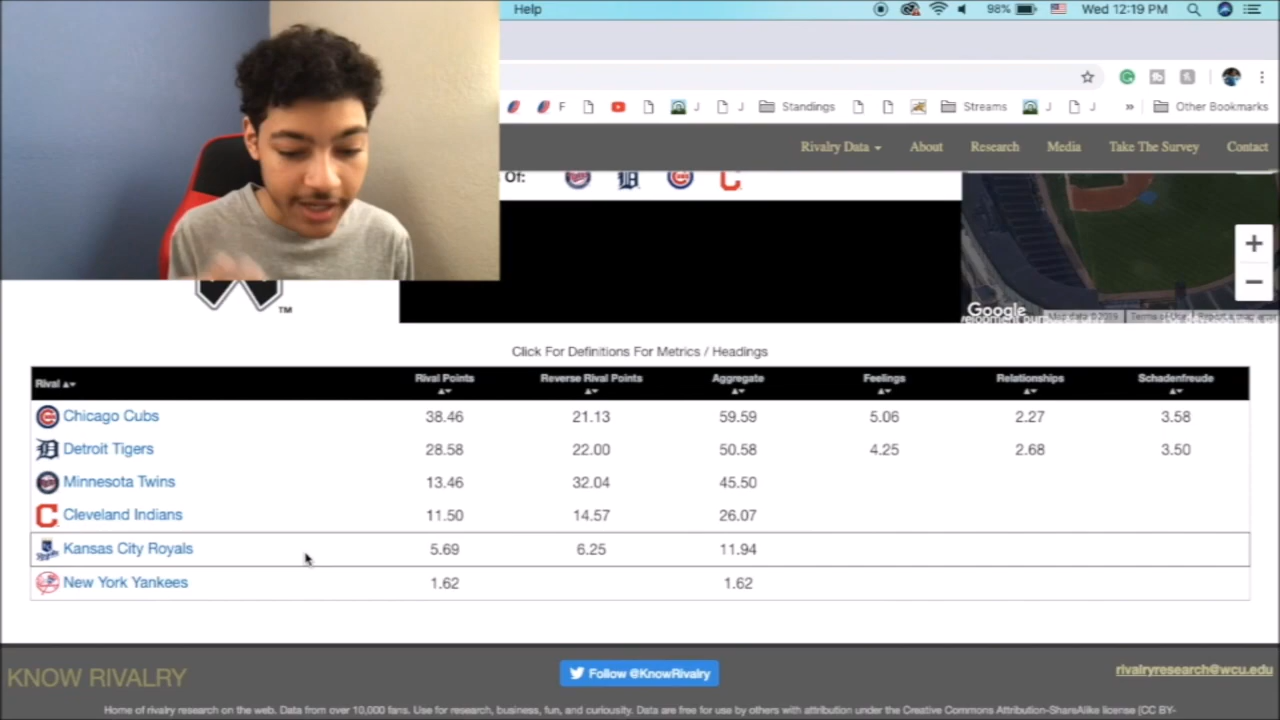 Help
98%
Wed 12:19 PM
F
J
J
Standings
Streams
J
J
»
Other Bookmarks
Rivalry Data
About
Research
Media
Take The Survey
Contact
Of:
+
−
TM
Google
Click For Definitions For Metrics / Headings
Rival Rival Points Reverse Rival Points Aggregate Feelings Relationships Schadenfreude
Chicago Cubs 38.46 21.13 59.59 5.06 2.27 3.58
Detroit Tigers 28.58 22.00 50.58 4.25 2.68 3.50
Minnesota Twins 13.46 32.04 45.50
Cleveland Indians 11.50 14.57 26.07
Kansas City Royals 5.69 6.25 11.94
New York Yankees 1.62 1.62
KNOW RIVALRY
Follow @KnowRivalry
rivalryresearch@wcu.edu
Home of rivalry research on the web. Data from over 10,000 fans. Use for research, business, fun, and curiosity. Data are free for use by others with attribution under the Creative Commons Attribution-ShareAlike license (CC BY-